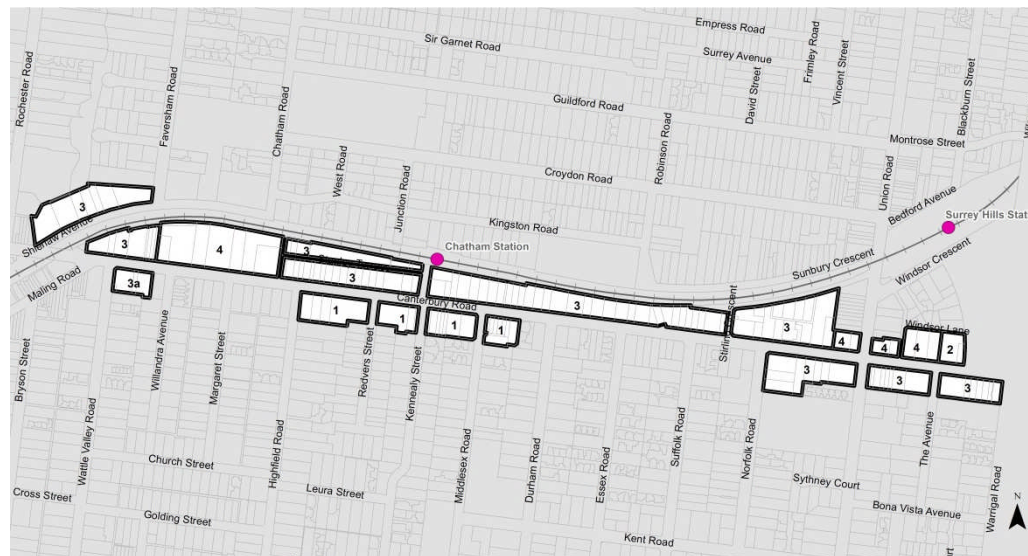 Empress Road
Sir Garnet Road
Surrey Avenue
Frimley Road
Vincent Street
David Street
Blackburn Street
Rochester Road
Faversham Road
Chatham Road
Guildford Road
Montrose Street
West Road
Junction Road
Croydon Road
Robinson Road
Union Road
Bedford Avenue
Surrey Hills Stat
Kingston Road
Chatham Station
3
3
4
3
3
3a
Maling Road
Canterbury Road
Sunbury Crescent
Windsor Crescent
Windsor Lane
1
1
1
1
3
3
4
4
4
2
3
3
3
Bryson Street
Wattle Valley Road
Willandra Avenue
Margaret Street
Highfield Road
Redvers Street
Kennealy Street
Middlesex Road
Durham Road
Essex Road
Suffolk Road
Norfolk Road
The Avenue
Warrigal Road
Church Street
Leura Street
Cross Street
Golding Street
Sythney Court
Bona Vista Avenue
Kent Road
N